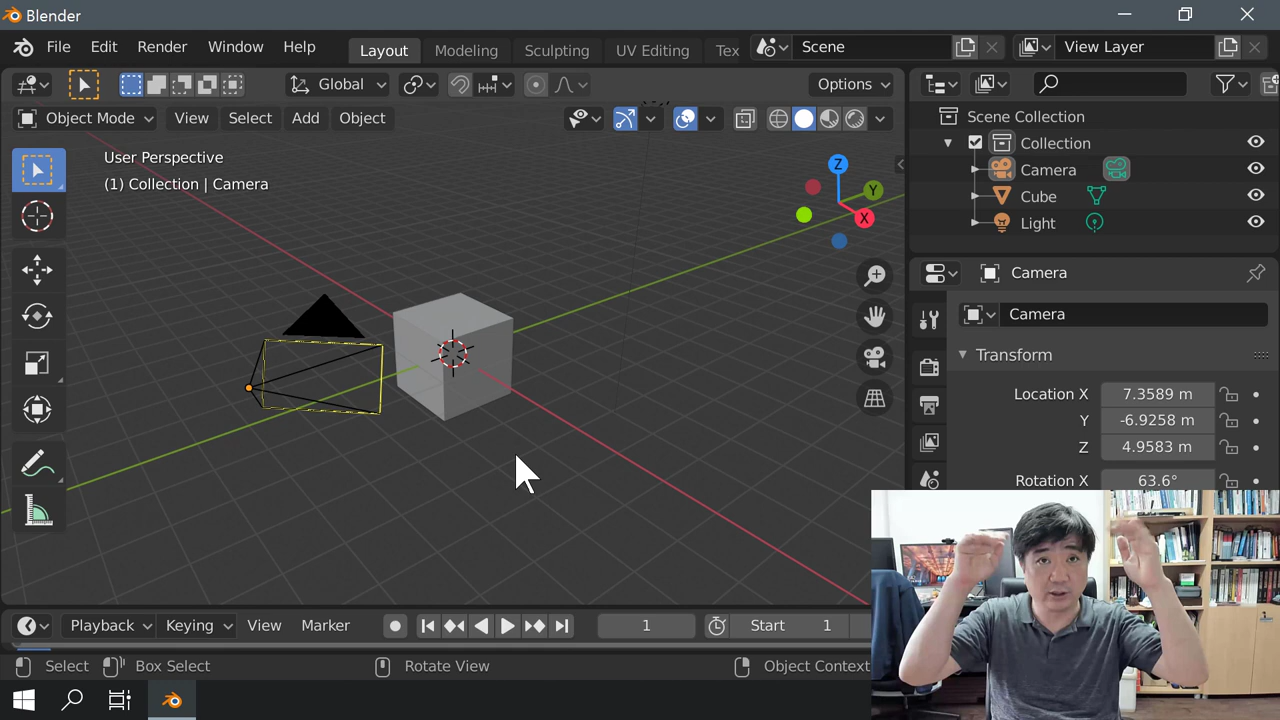 Blender
File Edit Render Window Help Layout Modeling Sculpting UV Editing Tex Scene View Layer
Global Options
Object Mode View Select Add Object
User Perspective
(1) Collection | Camera
Z
Y
X
Scene Collection
Collection
Camera
Cube
Light
Camera
Camera
Transform
Location X 7.3589 m
Y -6.9258 m
Z 4.9583 m
Rotation X 63.6°
Playback Keying View Marker 1 Start 1
Select Box Select Rotate View Object Context